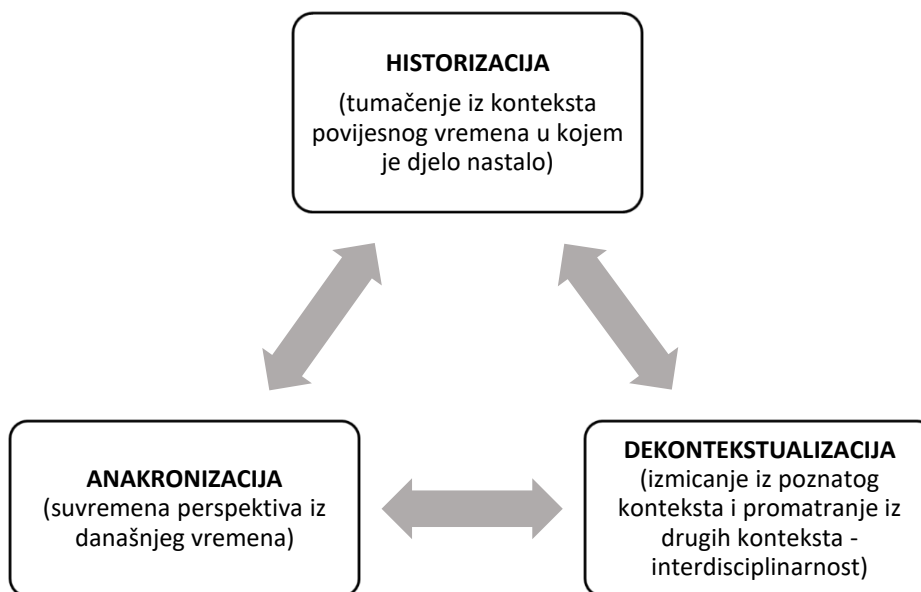 HISTORIZACIJA
(tumačenje iz konteksta
povijesnog vremena u kojem
je djelo nastalo)
ANAKRONIZACIJA
(suvremena perspektiva iz
današnjeg vremena)
DEKONTEKSTUALIZACIJA
(izmicanje iz poznatog
konteksta i promatranje iz
drugih konteksta -
interdisciplinarnost)